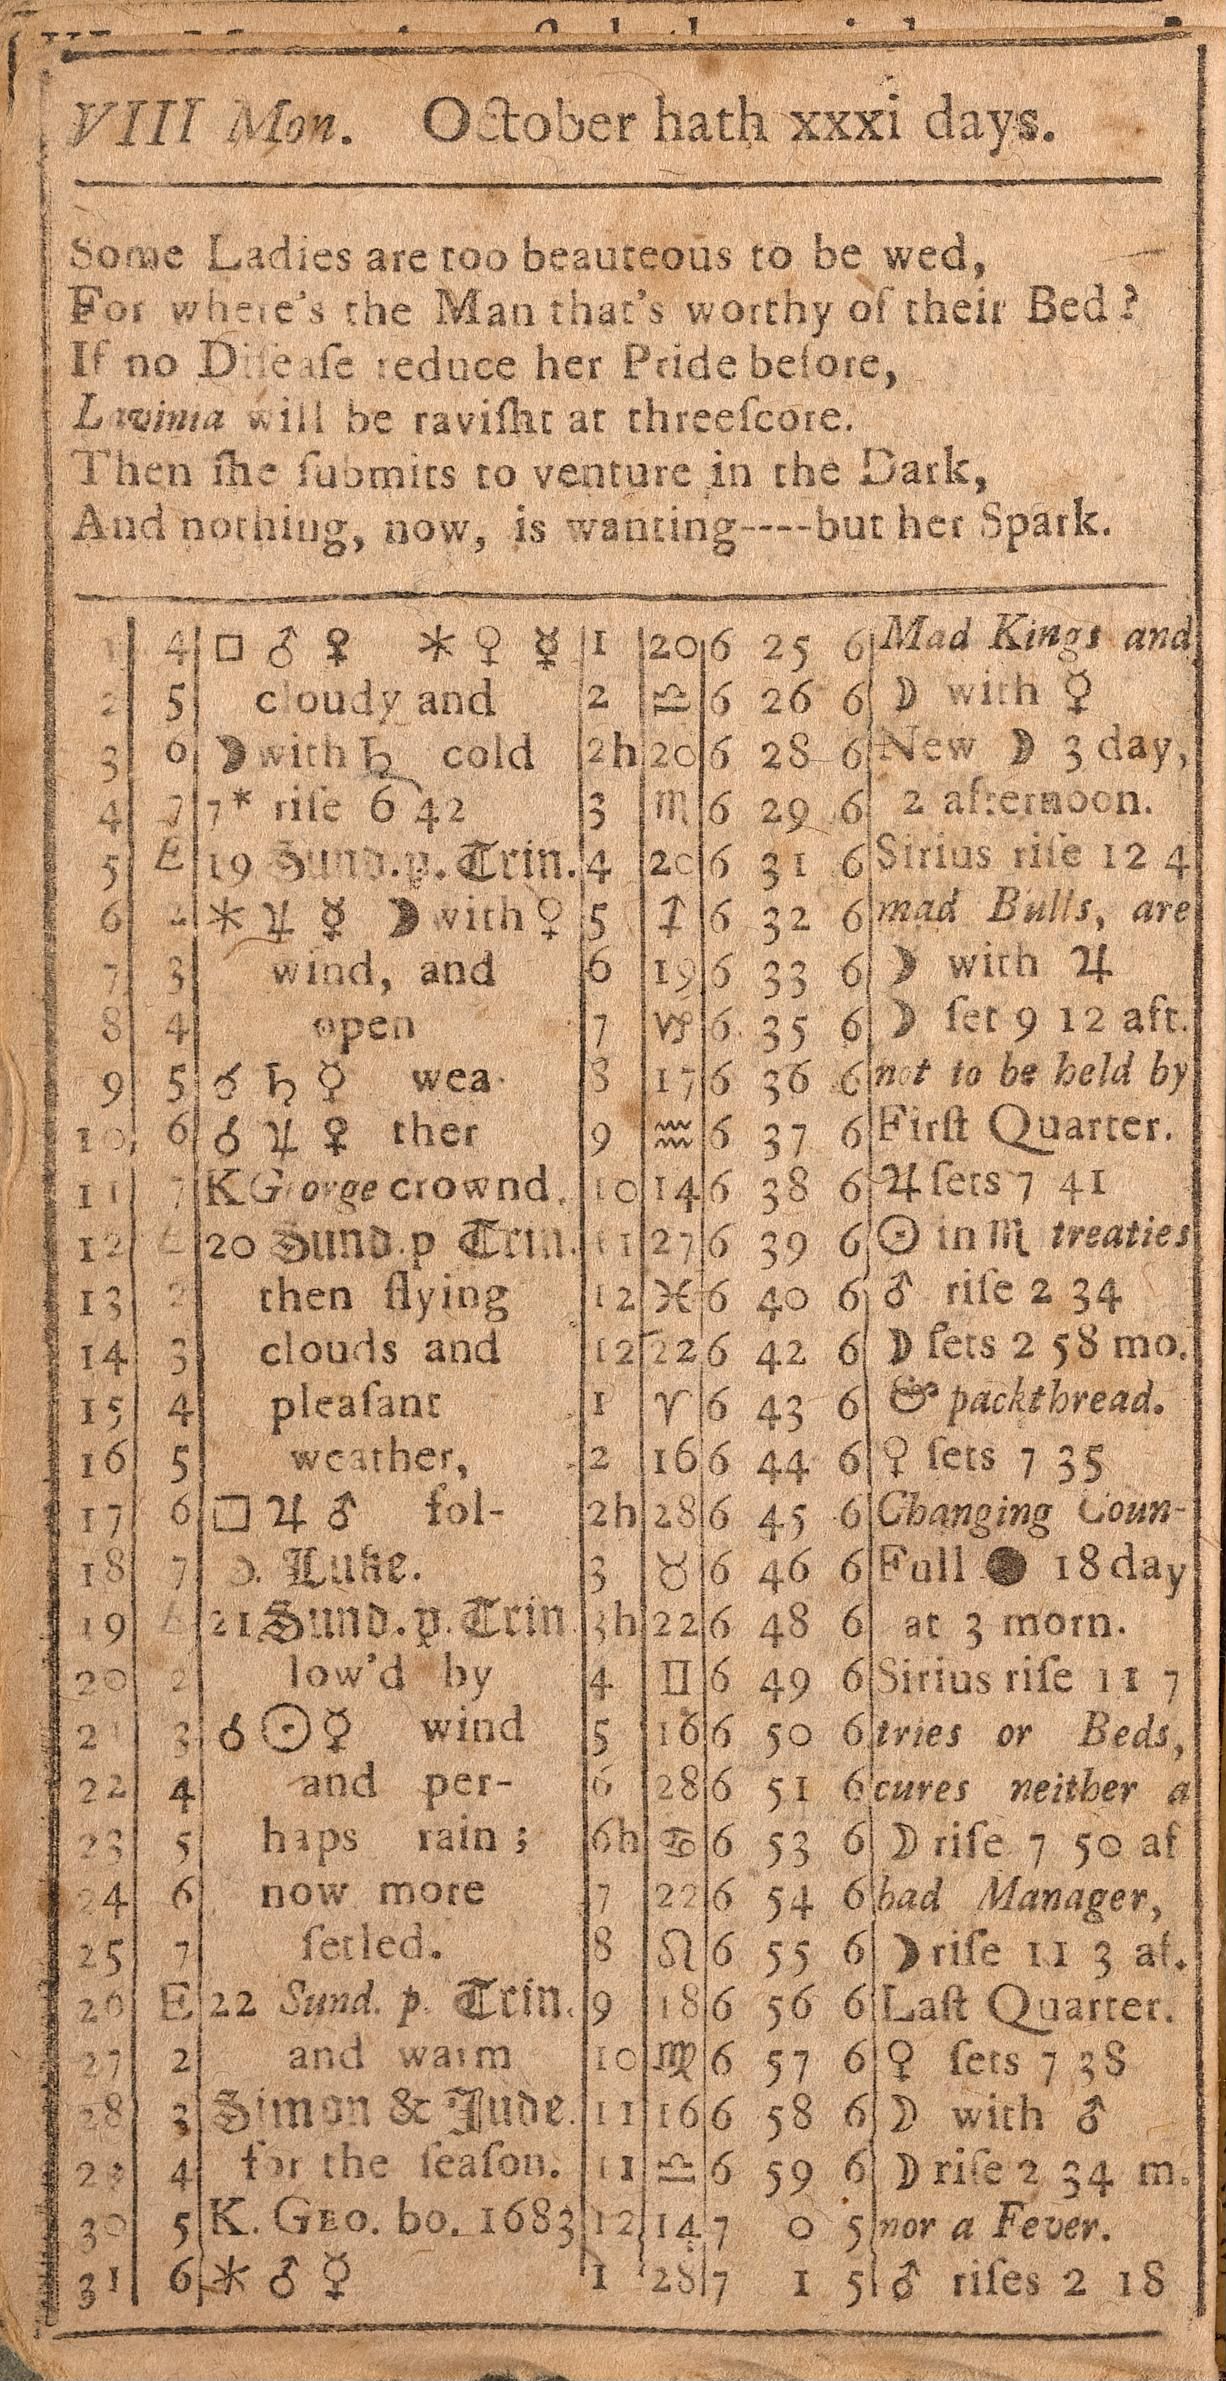 VIII Mon. October hath xxxi days.
Some Ladies are too beauteous to be wed,
For where's the Man that's worthy of their Bed?
If no Diſeaſe reduce her Pride before,
Lavinia will be raviſht at threeſcore.
Then ſhe ſubmits to venture in the Dark,
And nothing, now, is wanting----but her Spark.
1 4 □ ♂ ♀ ⚹ ♀ ☿ 1 20 6 25 6 Mad Kings and
2 5 cloudy and 2 ♎ 6 26 6 ☽ with ☿
3 6 ☽ with ♄ cold 2h 20 6 28 6 New ☽ 3 day,
4 7 7* riſe 6 42 3 ♏ 6 29 6 2 afternoon.
5 E 19 Sund. p. Trin. 4 20 6 31 6 Sirius riſe 12 4
6 2 ⚹ ♃ ☿ ☽ with ♀ 5 ♐ 6 32 6 mad Bulls, are
7 3 wind, and 6 19 6 33 6 ☽ with ♃
8 4 open 7 ♑ 6 35 6 ☽ ſet 9 12 aft.
9 5 ☌ ♄ ☿ wea- 8 17 6 36 6 not to be held by
10 6 ☌ ♃ ♀ ther 9 ♒ 6 37 6 Firſt Quarter.
11 7 K George crownd. 10 14 6 38 6 ♃ ſets 7 41
12 E 20 Sund. p Trin. 11 27 6 39 6 ☉ in ♏ treaties
13 2 then flying 12 ♓ 6 40 6 ♂ riſe 2 34
14 3 clouds and 12 22 6 42 6 ☽ ſets 2 58 mo.
15 4 pleaſant 1 ♈ 6 43 6 & packthread.
16 5 weather, 2 16 6 44 6 ♀ ſets 7 35
17 6 □ ♃ ♂ fol- 2h 28 6 45 6 Changing Coun-
18 7 Luke. 3 ♉ 6 46 6 Full ● 18 day
19 E 21 Sund. p. Trin 3h 22 6 48 6 at 3 morn.
20 2 low'd by 4 ♊ 6 49 6 Sirius riſe 11 7
21 3 ☌ ☉ ☿ wind 5 16 6 50 6 tries or Beds,
22 4 and per- 6 28 6 51 6 cures neither a
23 5 haps rain; 6h ♋ 6 53 6 ☽ riſe 7 50 af
24 6 now more 7 22 6 54 6 bad Manager,
25 7 ſetled. 8 ♌ 6 55 6 ☽ riſe 11 3 af.
26 E 22 Sund. p. Trin. 9 18 6 56 6 Laſt Quarter.
27 2 and warm 10 ♍ 6 57 6 ♀ ſets 7 38
28 3 Simon & Jude. 11 16 6 58 6 ☽ with ♂
29 4 for the ſeaſon. 11 ♎ 6 59 6 ☽ riſe 2 34 m.
30 5 K. GEO. bo. 1683 12 14 7 0 5 nor a Fever.
31 6 ⚹ ♂ ☿ 1 28 7 1 5 ♂ riſes 2 18